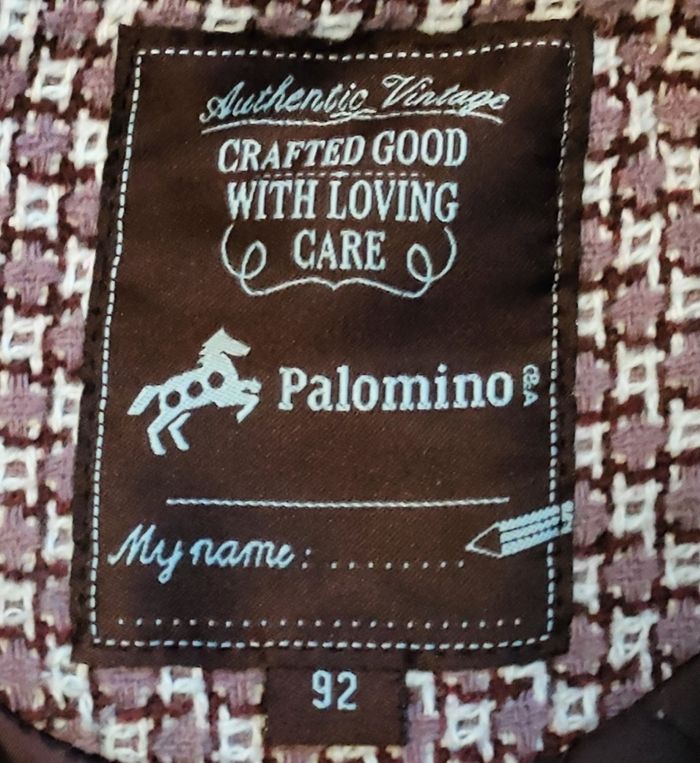 Authentic Vintage
CRAFTED GOOD
WITH LOVING
CARE
Palomino C&A
My name: ........
........................
92